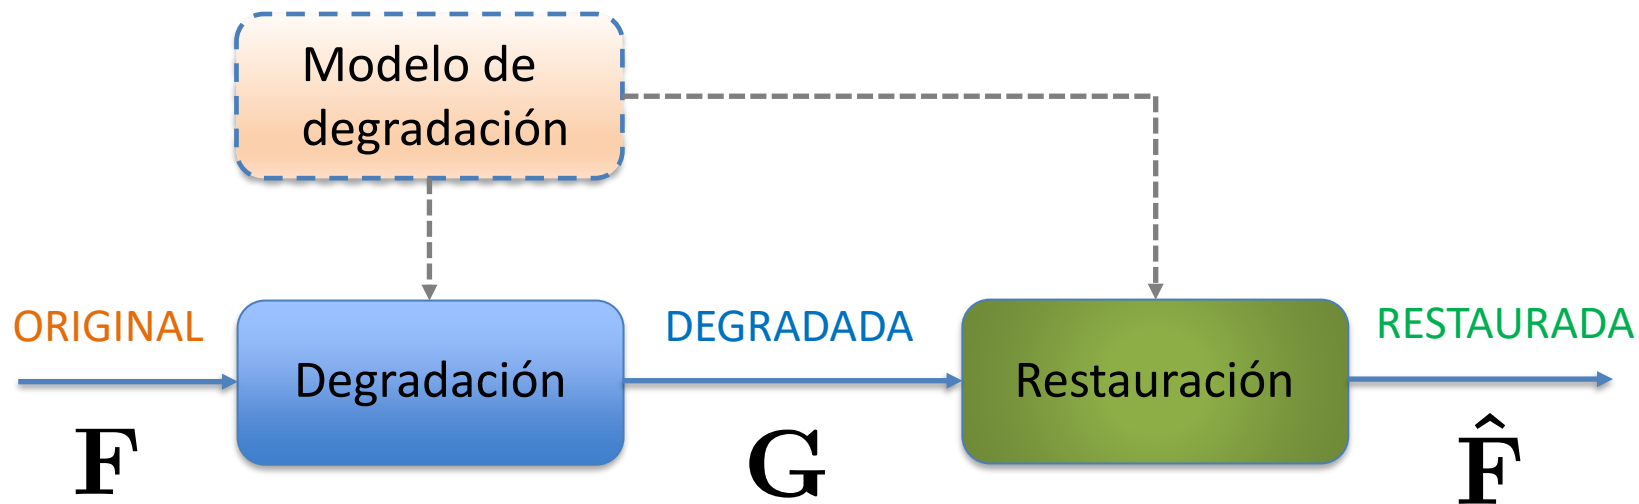 Modelo de
degradación
ORIGINAL
DEGRADADA
RESTAURADA
Degradación
Restauración
F
G
F̂